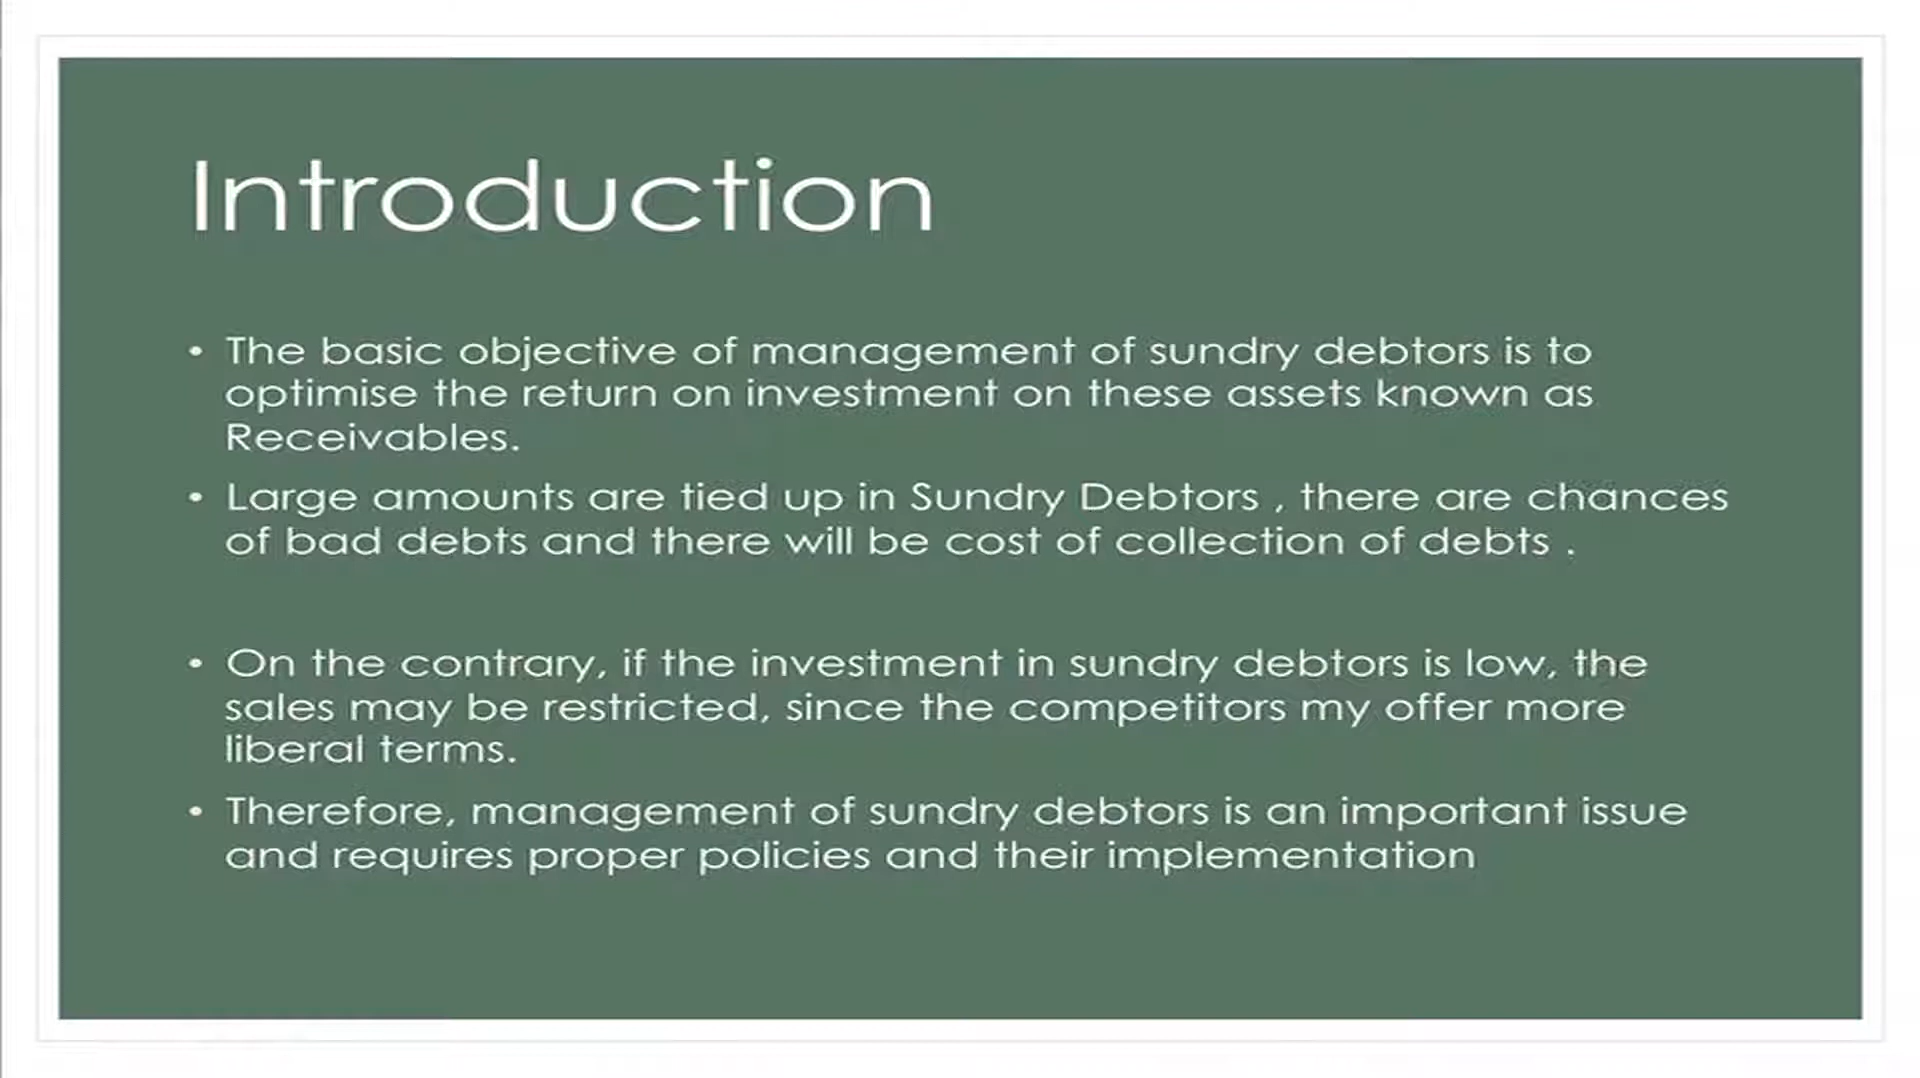 Introduction
• The basic objective of management of sundry debtors is to
optimise the return on investment on these assets known as
Receivables.
• Large amounts are tied up in Sundry Debtors , there are chances
of bad debts and there will be cost of collection of debts .
• On the contrary, if the investment in sundry debtors is low, the
sales may be restricted, since the competitors my offer more
liberal terms.
• Therefore, management of sundry debtors is an important issue
and requires proper policies and their implementation